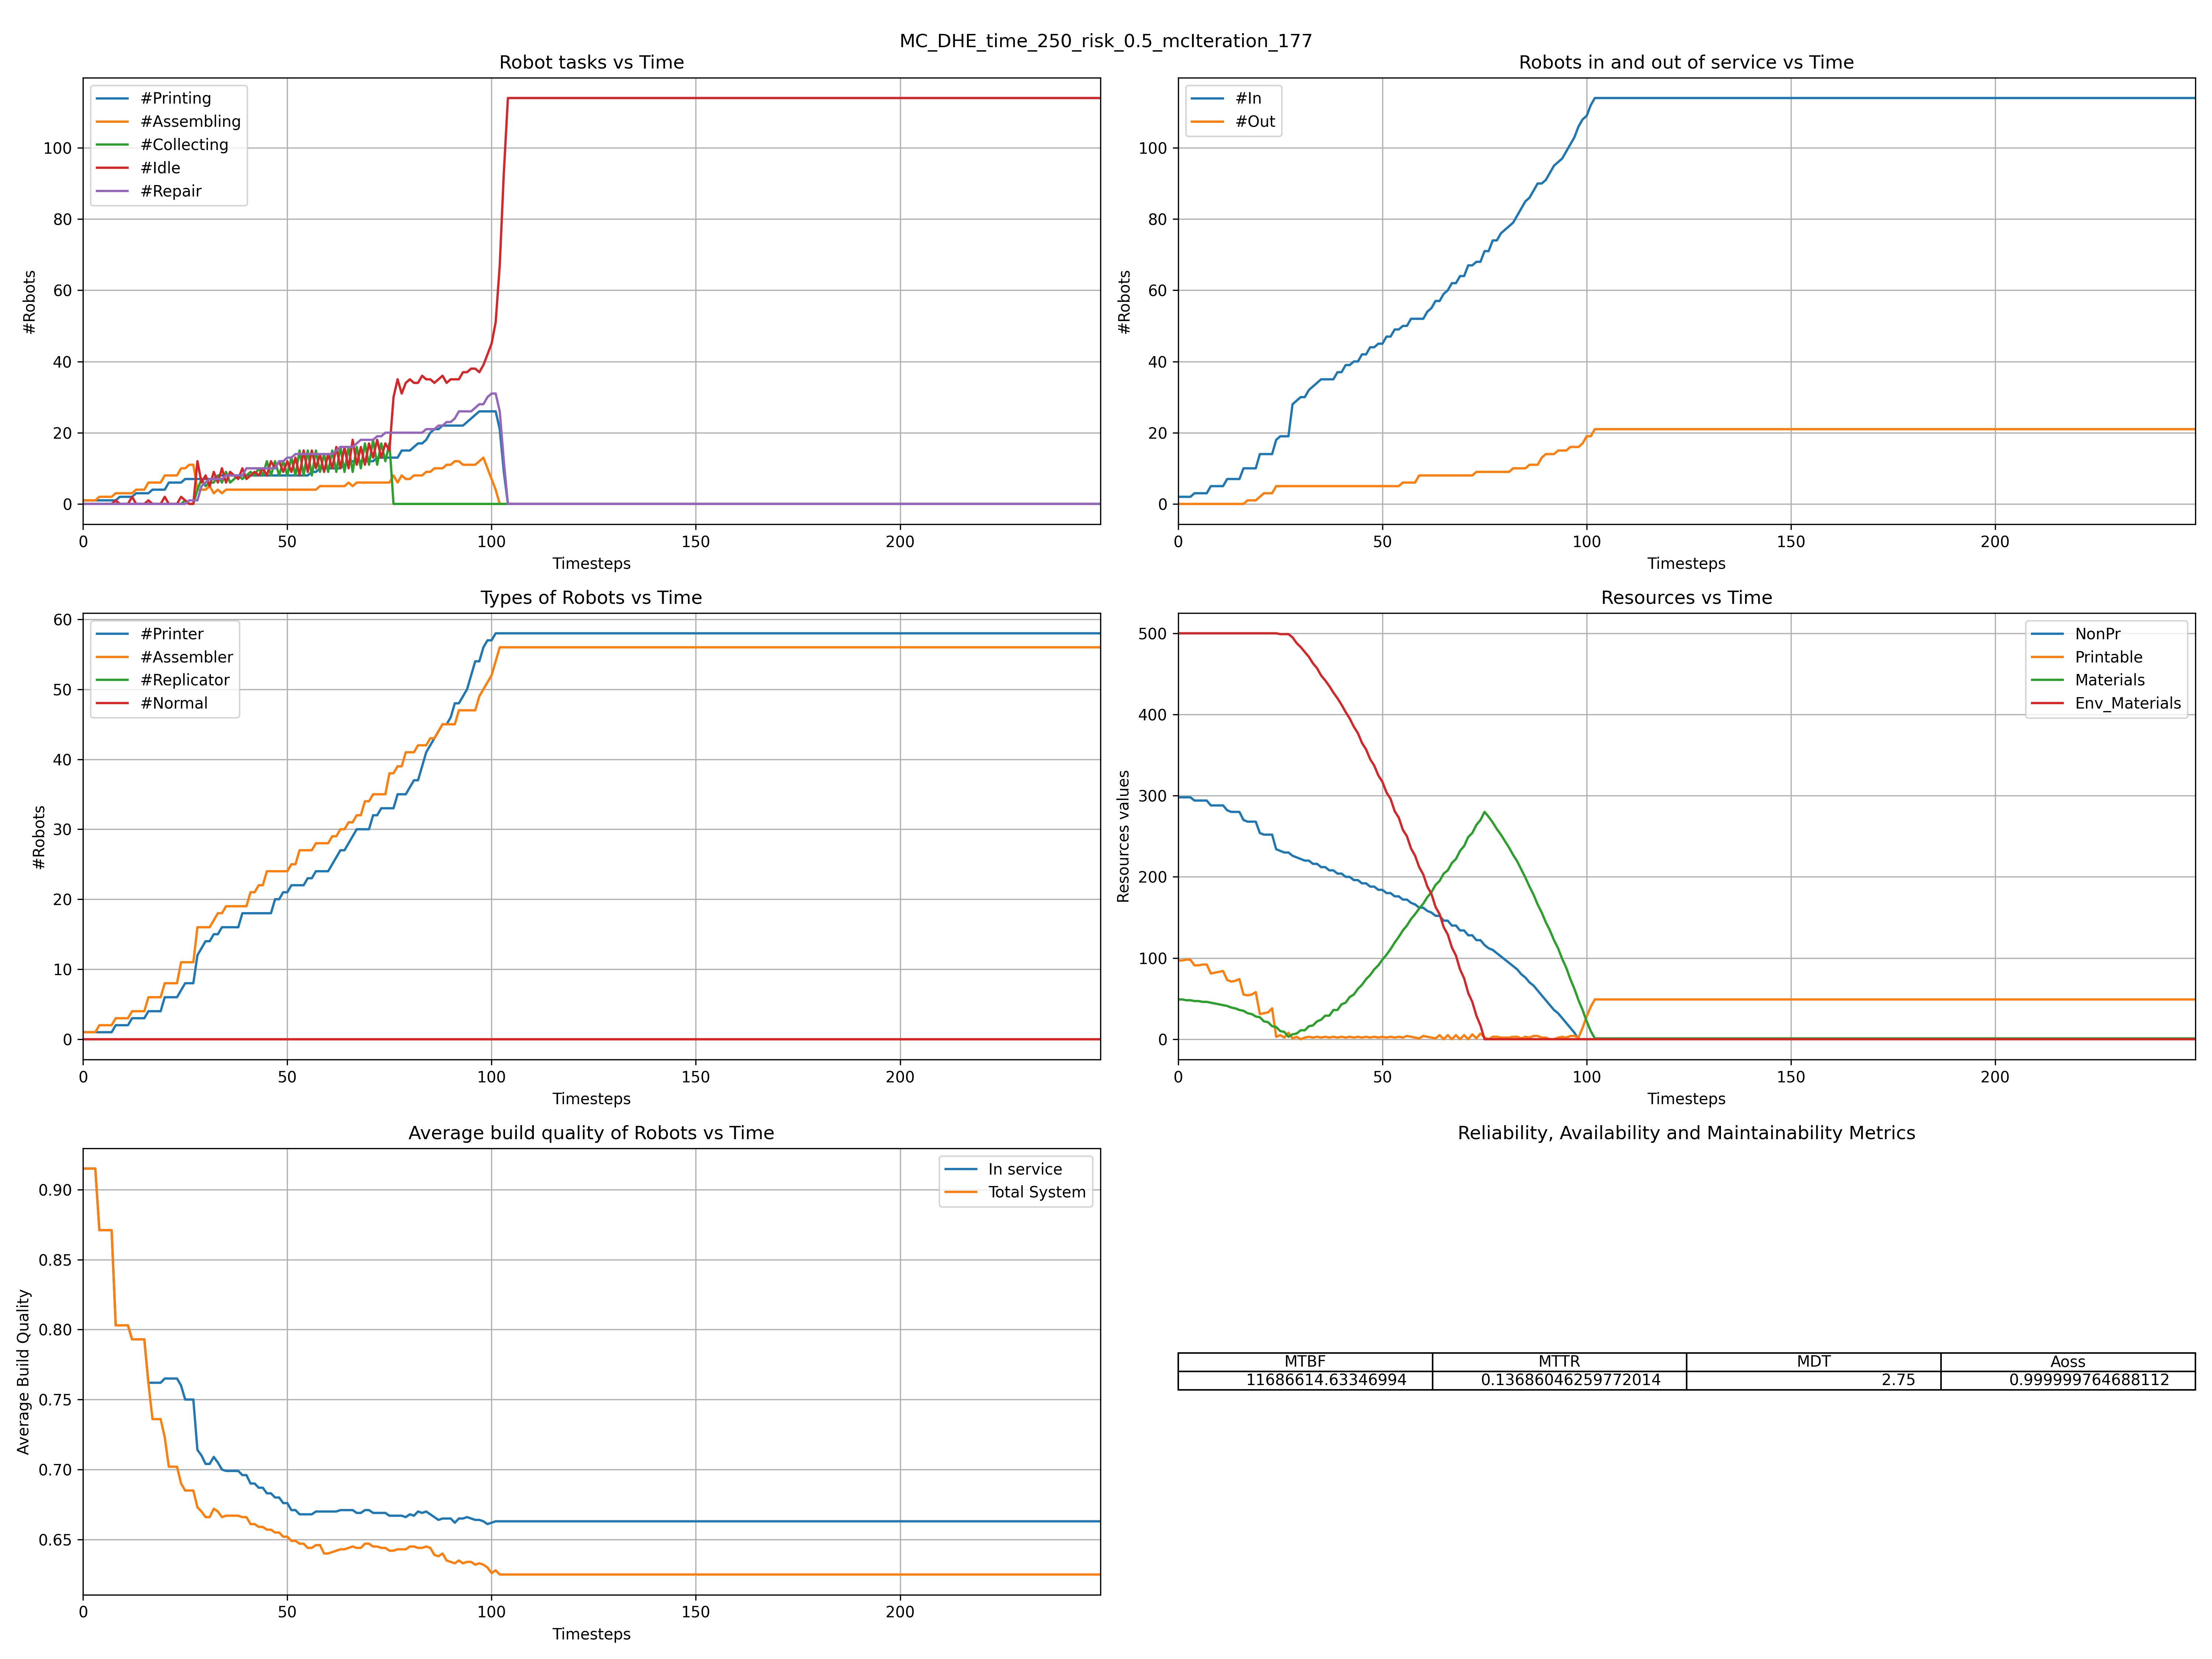 MC_DHE_time_250_risk_0.5_mcIteration_177
Robot tasks vs Time
#Printing
#Assembling
#Collecting
#Idle
#Repair
#Robots
100
80
60
40
20
0
0 50 100 150 200
Timesteps
Robots in and out of service vs Time
#In
#Out
#Robots
100
80
60
40
20
0
0 50 100 150 200
Timesteps
Types of Robots vs Time
#Printer
#Assembler
#Replicator
#Normal
#Robots
60
50
40
30
20
10
0
0 50 100 150 200
Timesteps
Resources vs Time
NonPr
Printable
Materials
Env_Materials
Resources values
500
400
300
200
100
0
0 50 100 150 200
Timesteps
Average build quality of Robots vs Time
In service
Total System
Average Build Quality
0.90
0.85
0.80
0.75
0.70
0.65
0 50 100 150 200
Timesteps
Reliability, Availability and Maintainability Metrics
MTBF MTTR MDT Aoss
11686614.63346994 0.13686046259772014 2.75 0.999999764688112